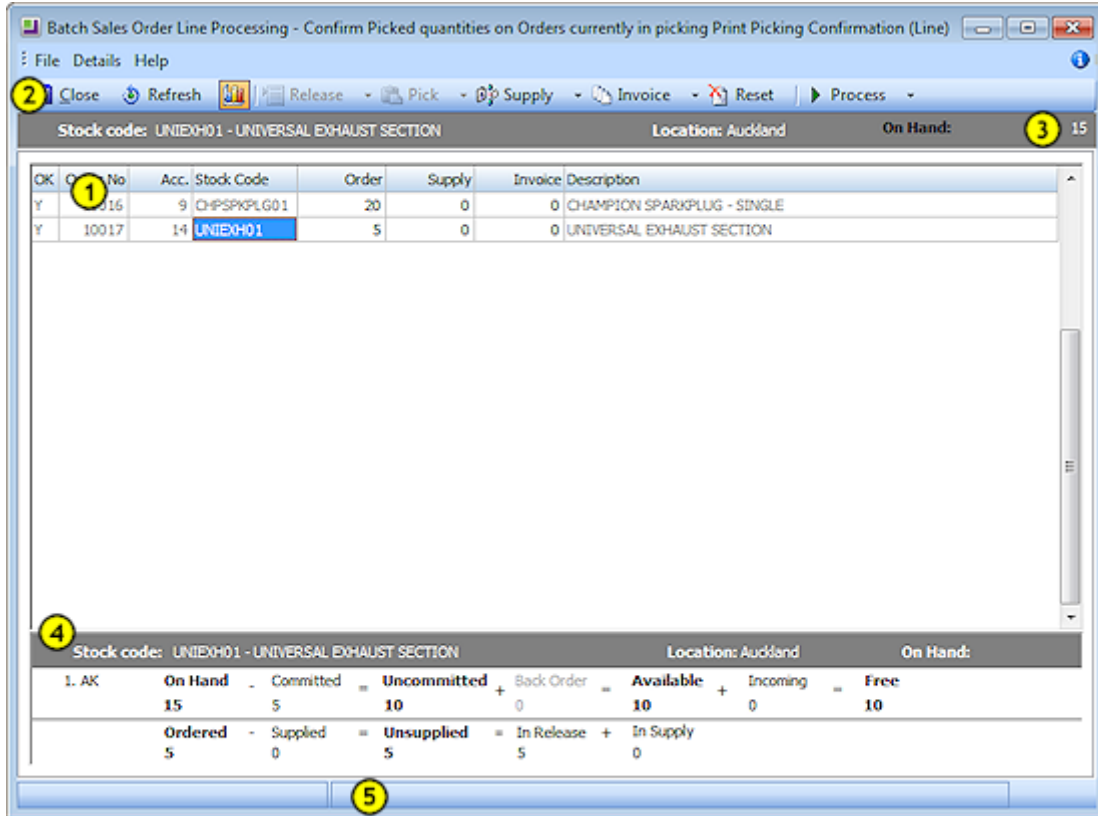 Batch Sales Order Line Processing - Confirm Picked quantities on Orders currently in picking Print Picking Confirmation (Line)
File Details Help
2 Close Refresh Release Pick Supply Invoice Reset Process
Stock code: UNIEXH01 - UNIVERSAL EXHAUST SECTION Location: Auckland On Hand: 3 15
OK No Acc. Stock Code Order Supply Invoice Description
1
Y 16 9 CHPSPKPLG01 20 0 0 CHAMPION SPARKPLUG - SINGLE
Y 10017 14 UNIEXH01 5 0 0 UNIVERSAL EXHAUST SECTION
4
Stock code: UNIEXH01 - UNIVERSAL EXHAUST SECTION Location: Auckland On Hand:
1. AK On Hand - Committed = Uncommitted + Back Order = Available + Incoming = Free
15 5 10 0 10 0 10
Ordered - Supplied = Unsupplied = In Release + In Supply
5 0 5 5 0
5